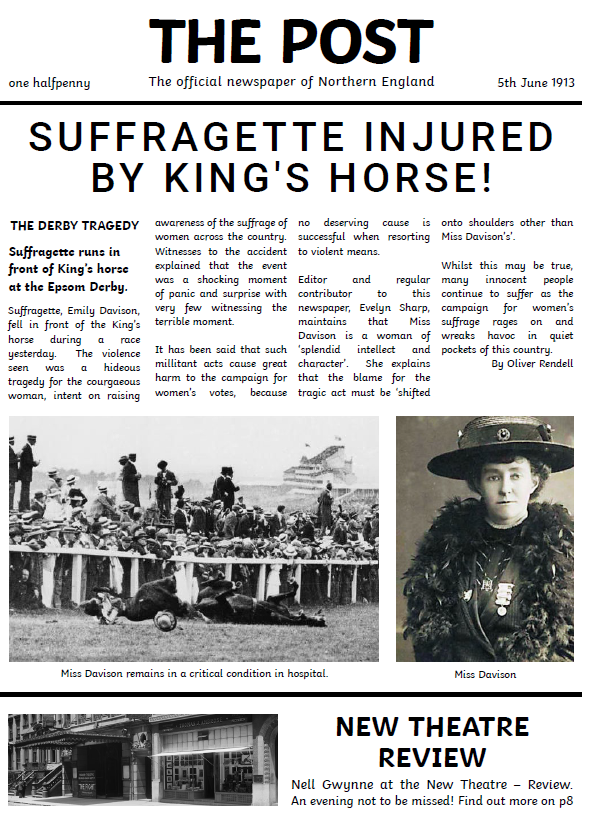 THE POST
one halfpenny
The official newspaper of Northern England
5th June 1913
SUFFRAGETTE INJURED
BY KING'S HORSE!
THE DERBY TRAGEDY
Suffragette runs in
front of King's horse
at the Epsom Derby.
Suffragette, Emily Davison,
fell in front of the King's
horse during a race
yesterday. The violence
seen was a hideous
tragedy for the courgaeous
woman, intent on raising
awareness of the suffrage of
women across the country.
Witnesses to the accident
explained that the event
was a shocking moment
of panic and surprise with
very few witnessing the
terrible moment.
It has been said that such
millitant acts cause great
harm to the campaign for
women's votes, because
no deserving cause is
successful when resorting
to violent means.
Editor and regular
contributor to this
newspaper, Evelyn Sharp,
maintains that Miss
Davison is a woman of
'splendid intellect and
character'. She explains
that the blame for the
tragic act must be 'shifted
onto shoulders other than
Miss Davison's'.
Whilst this may be true,
many innocent people
continue to suffer as the
campaign for women's
suffrage rages on and
wreaks havoc in quiet
pockets of this country.
By Oliver Rendell
Miss Davison remains in a critical condition in hospital.
Miss Davison
NEW THEATRE
REVIEW
Nell Gwynne at the New Theatre – Review.
An evening not to be missed! Find out more on p8